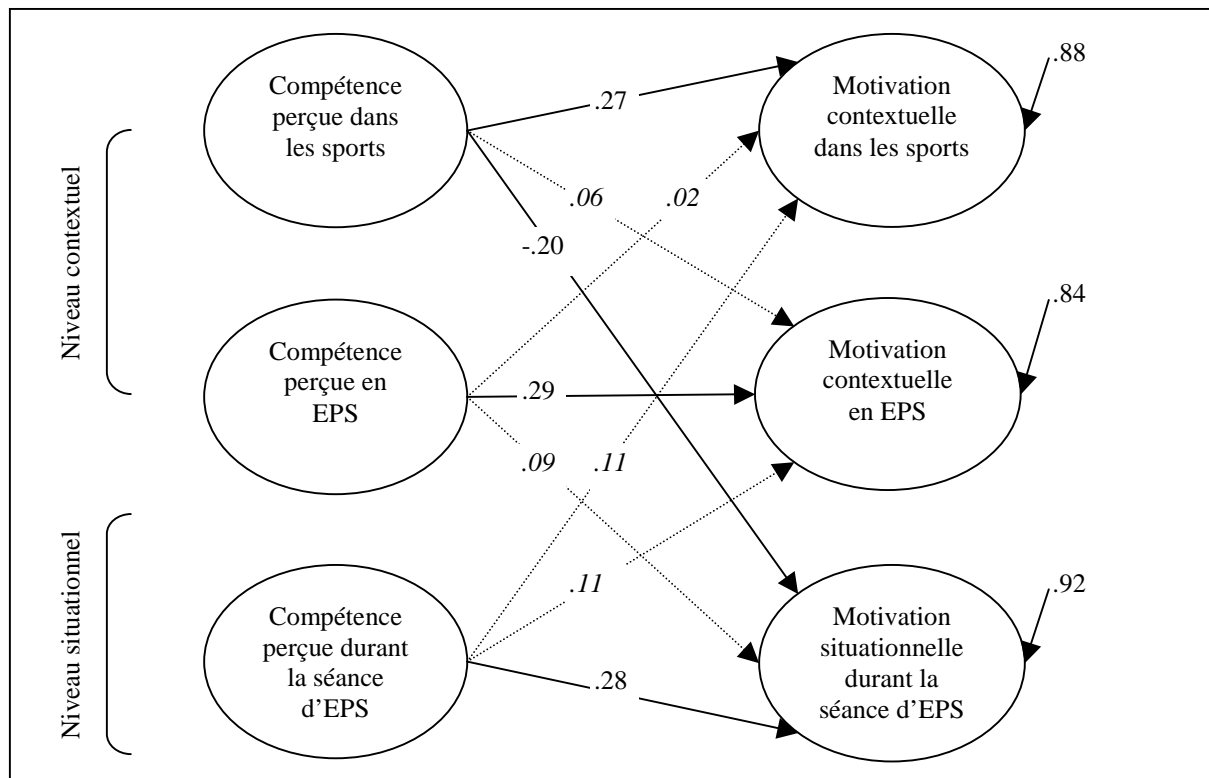 Niveau contextuel
Niveau situationnel
Compétence
perçue dans
les sports
Compétence
perçue en
EPS
Compétence
perçue durant
la séance
d’EPS
.27
.06
.02
-.20
.29
.09
.11
.11
.28
Motivation
contextuelle
dans les sports
Motivation
contextuelle
en EPS
Motivation
situationnelle
durant la
séance d’EPS
.88
.84
.92